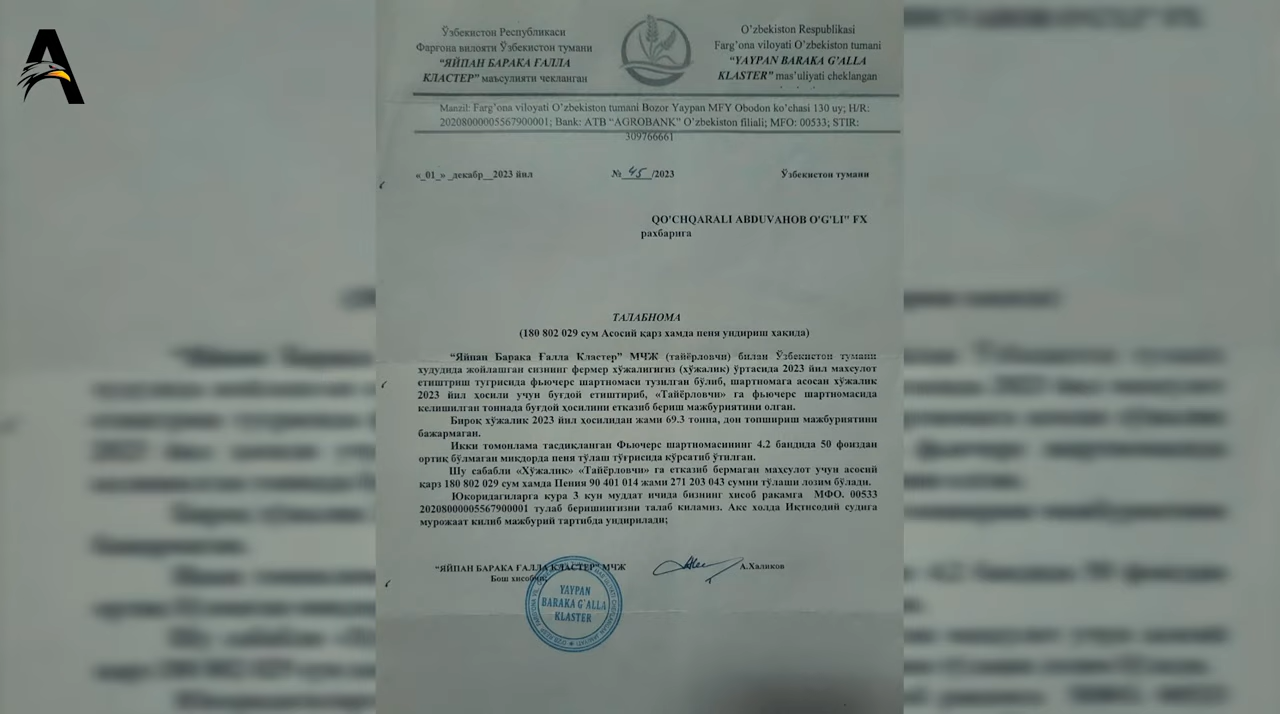 A
Ўзбекистон Республикаси
Фарғона вилояти Ўзбекистон тумани
"ЯЙПАН БАРАКА ҒАЛЛА
КЛАСТЕР" маъсулияти чекланган
O'zbekiston Respublikasi
Farg'ona viloyati O'zbekiston tumani
"YAYPAN BARAKA G'ALLA
KLASTER" mas'uliyati cheklangan
Manzil: Farg'ona viloyati O'zbekiston tumani Bozor Yaypan MFY Obodon ko'chasi 130 uy; H/R:
20208000005567900001; Bank: ATB "AGROBANK" O'zbekiston filiali; MFO: 00533; STIR:
309766661
«_01_» _декабр__2023 йил
№ 45 /2023
Ўзбекистон тумани
QO'CHQARALI ABDUVAHOB O'G'LI" FX
рахбарига
ТАЛАБНОМА
(180 802 029 сум Асосий қарз хамда пеня ундириш хақида)
"Яйпан Барака Ғалла Кластер" МЧЖ (тайёрловчи) билан Ўзбекистон тумани
худудида жойлашган сизнинг фермер хўжалигигиз (хўжалик) ўртасида 2023 йил махсулот
етиштриш тугрисида фьючерс шартномаси тузилган бўлиб, шартномага асосан хўжалик
2023 йил ҳосили учун буғдой етиштириб, «Тайёрловчи» га фьючерс шартномасида
келишилган тоннада буғдой ҳосилини етказиб бериш мажбуриятини олган.
Бироқ хўжалик 2023 йил ҳосилидан жами 69.3 тонна, дон топшириш мажбуриятини
бажармаган.
Икки томонлама тасдиқланган Фьючерс шартномасининг 4.2 бандида 50 фоиздан
ортиқ бўлмаган миқдорда пеня тўлаш тўғрисида кўрсатиб ўтилган.
Шу сабабли «Хўжалик» «Тайёрловчи» га етказиб бермаган маҳсулот учун асосий
қарз 180 802 029 сум хамда Пения 90 401 014 жами 271 203 043 сумни тўлаши лозим бўлади.
Юкоридагиларга кура 3 кун муддат ичида бизнинг хисоб ракамга МФО. 00533
20208000005567900001 тулаб беришингизни талаб киламиз. Акс холда Иқтисодий судига
мурожаат килиб мажбурий тартибда ундирилади;
"ЯЙПАН БАРАКА ҒАЛЛА КЛАСТЕР" МЧЖ
Бош хисобчи:
А.Халиков
YAYPAN
BARAKA G'ALLA
KLASTER